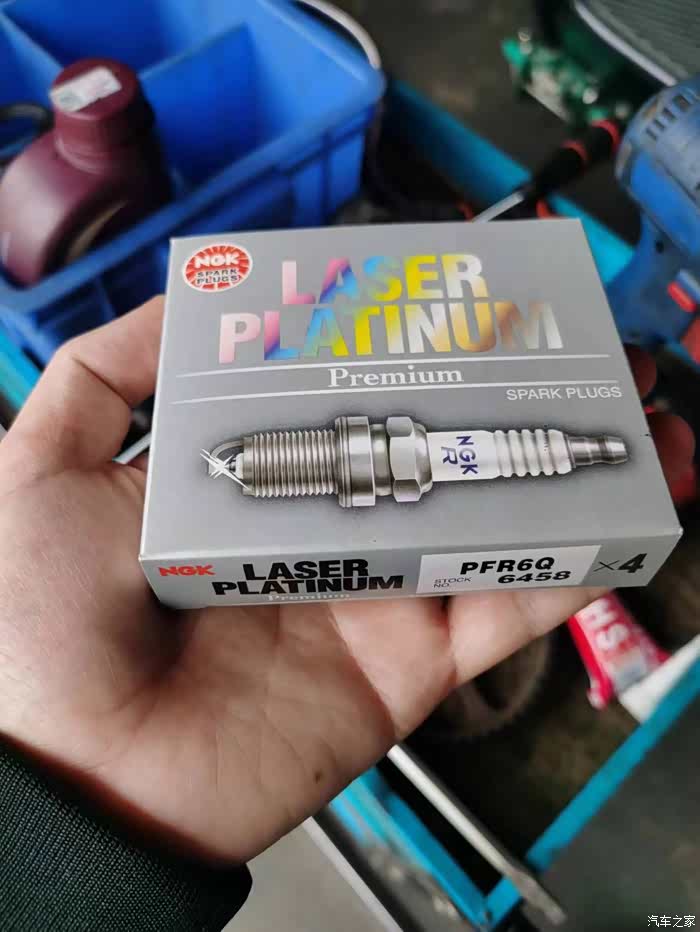 NGK
SPARK
PLUGS
LASER
PLATINUM
Premium
SPARK PLUGS
NGK
R
NGK
LASER
PLATINUM
Premium
STOCK
NO.
PFR6Q
6458
×4
汽车之家